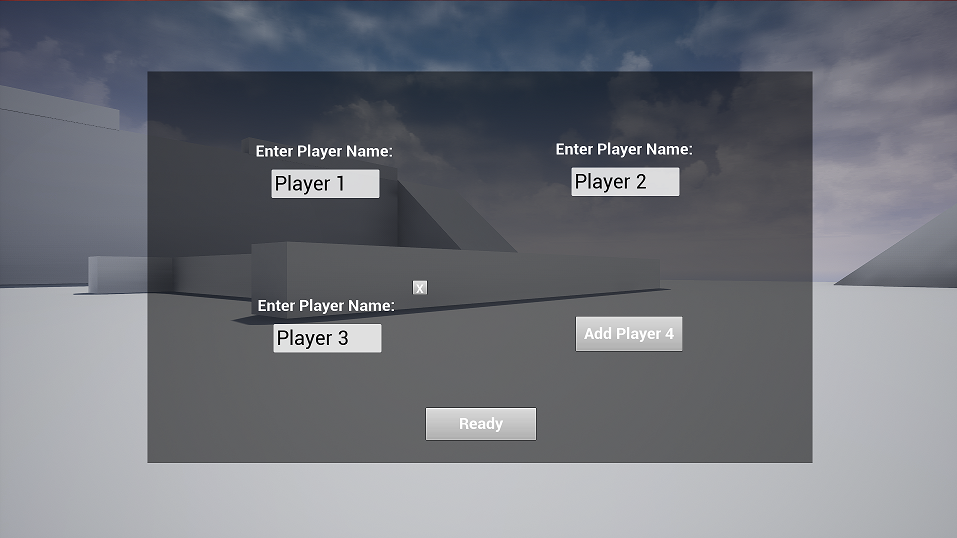 Enter Player Name:
Player 1
Enter Player Name:
Player 2
X
Enter Player Name:
Player 3
Add Player 4
Ready